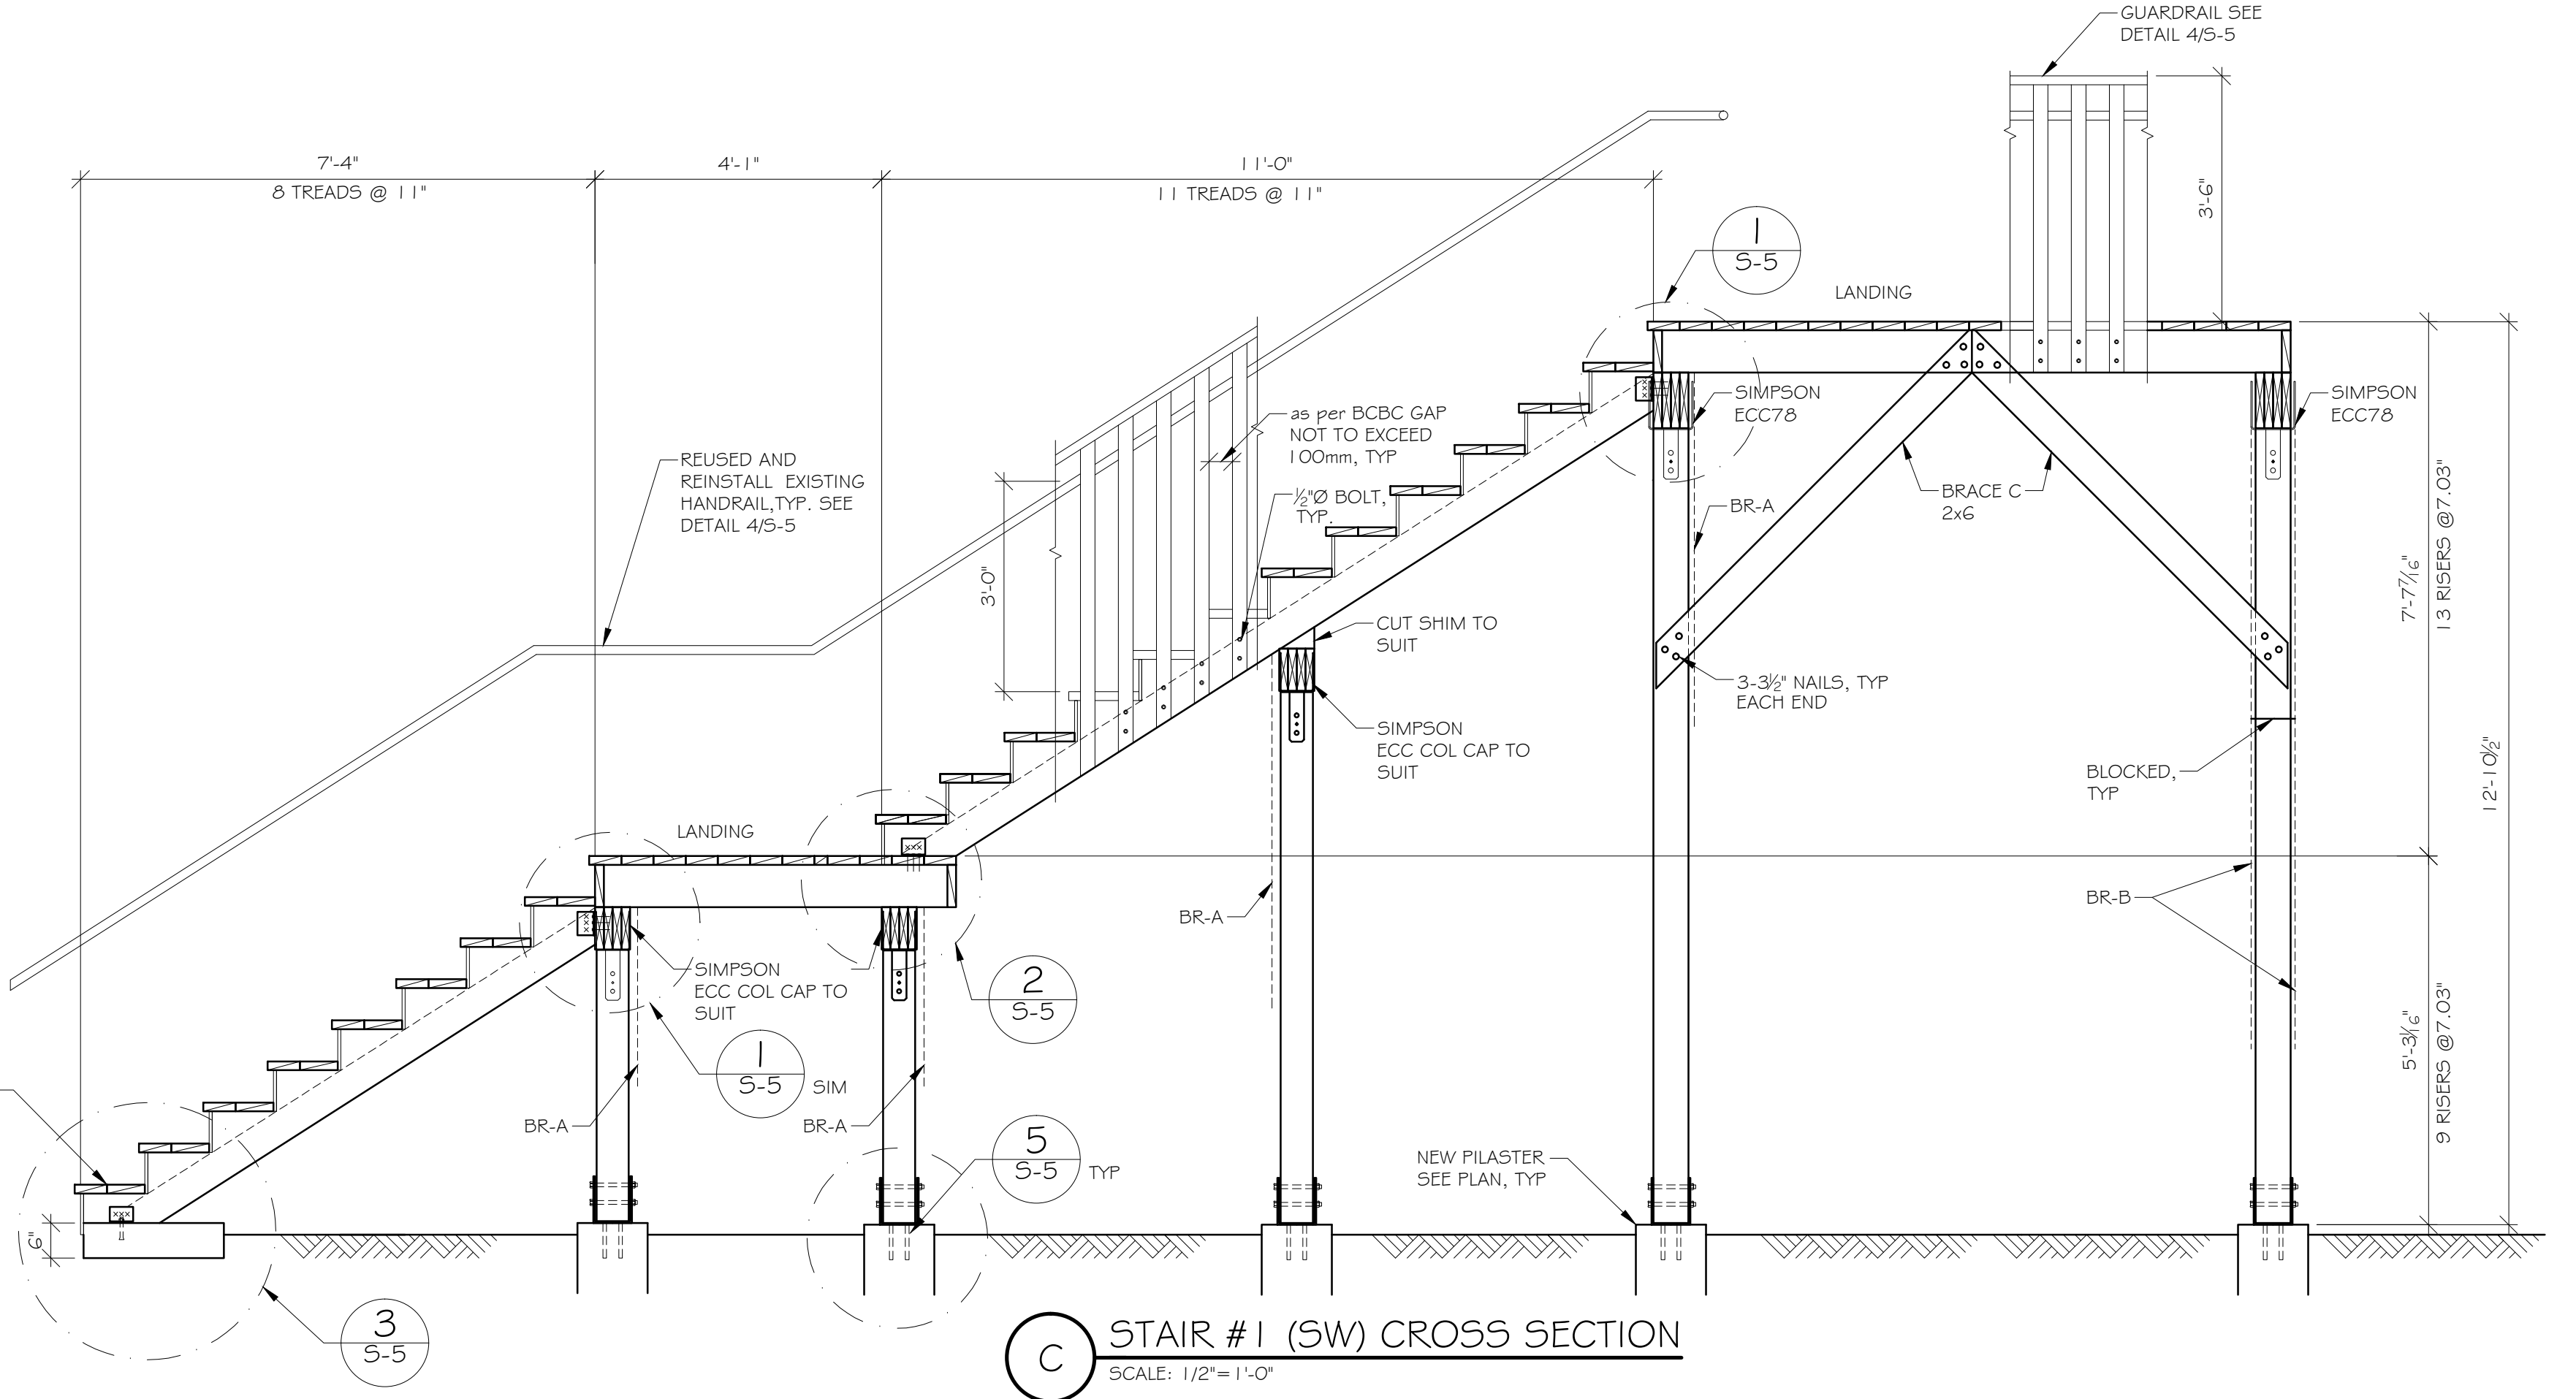 GUARDRAIL SEE
DETAIL 4/S-5
7'-4"
8 TREADS @ 11"
4'-1"
11'-0"
11 TREADS @ 11"
3'-6"
1
S-5
LANDING
SIMPSON
ECC78
SIMPSON
ECC78
as per BCBC GAP
NOT TO EXCEED
100mm, TYP
REUSED AND
REINSTALL EXISTING
HANDRAIL,TYP. SEE
DETAIL 4/S-5
½"Ø BOLT,
TYP.
BR-A
BRACE C
2x6
3'-0"
7'-7⁷⁄₁₆"
13 RISERS @7.03"
CUT SHIM TO
SUIT
3-3½" NAILS, TYP
EACH END
SIMPSON
ECC COL CAP TO
SUIT
BLOCKED,
TYP
12'-10½"
LANDING
BR-A
BR-B
SIMPSON
ECC COL CAP TO
SUIT
2
S-5
1
S-5 SIM
BR-A
BR-A
5
S-5 TYP
5'-3³⁄₁₆"
9 RISERS @7.03"
NEW PILASTER
SEE PLAN, TYP
6"
3
S-5
C
STAIR #1 (SW) CROSS SECTION
SCALE: 1/2"=1'-0"